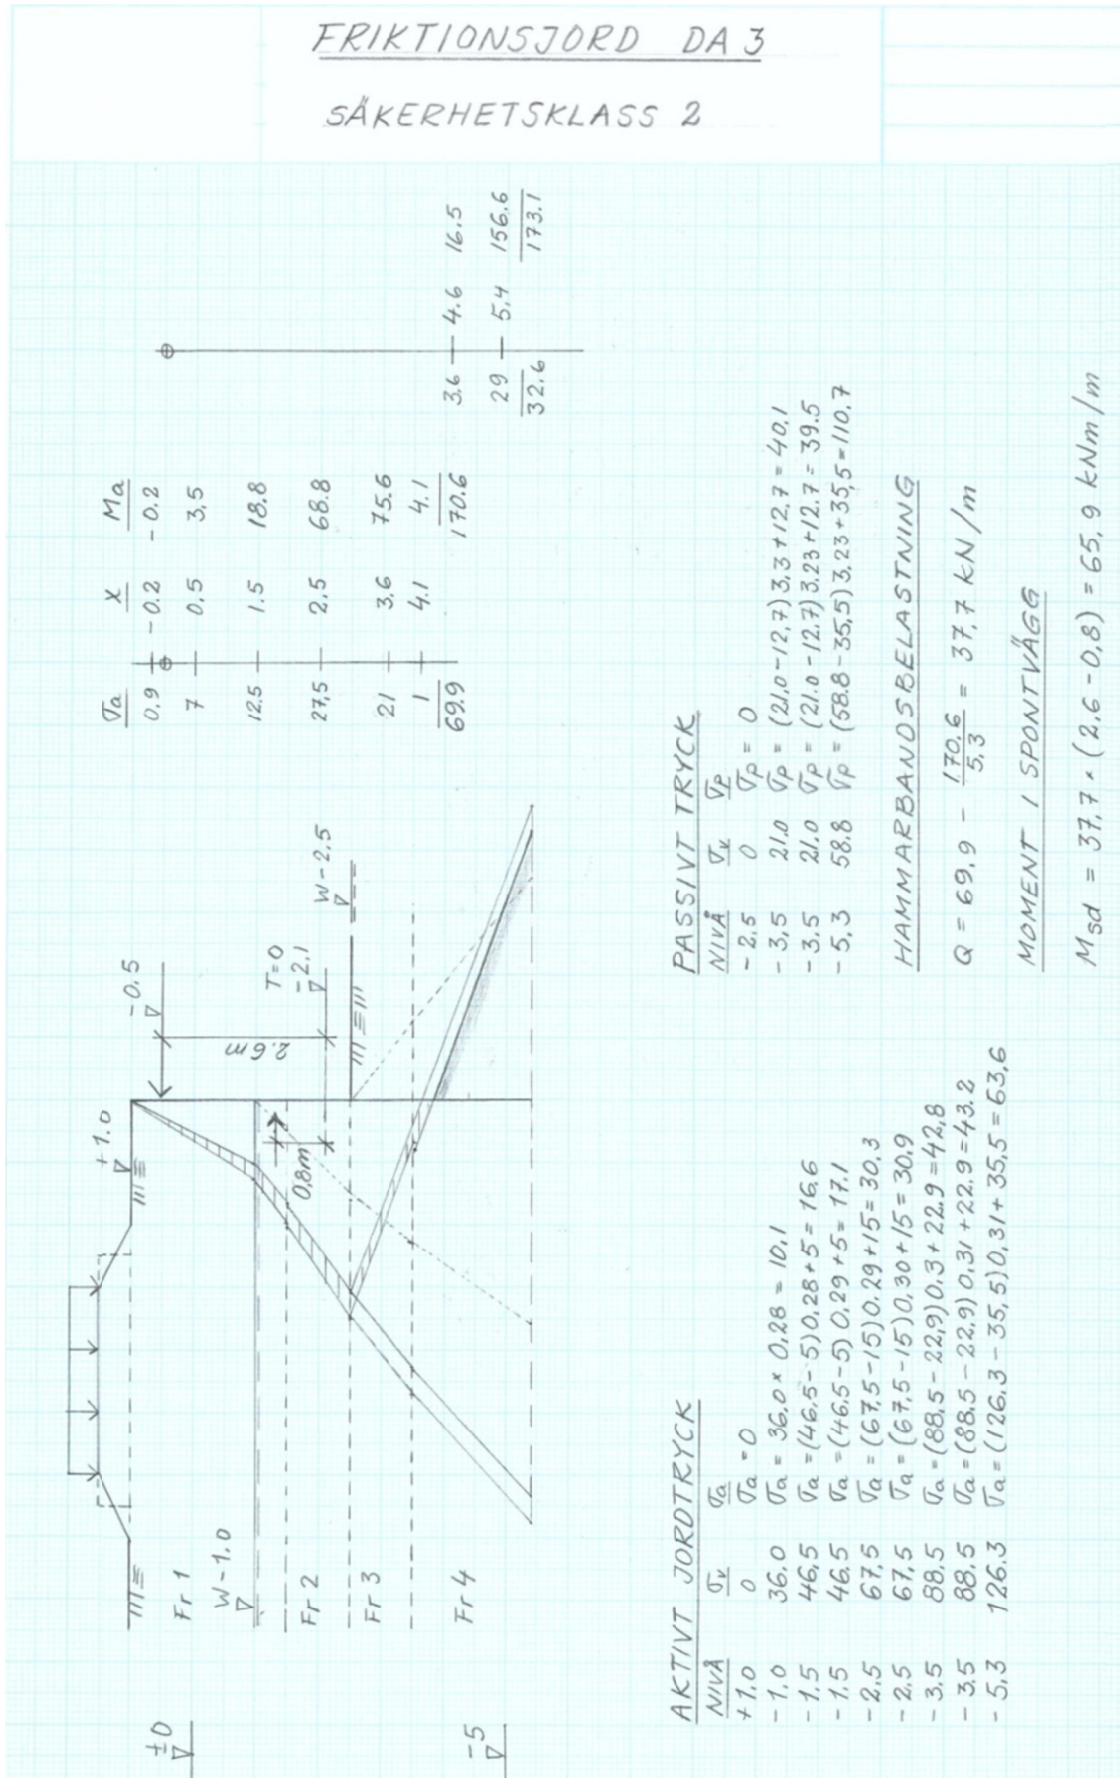 FRIKTIONSJORD DA 3
SÄKERHETSKLASS 2
±0
-5
+1.0
-0.5
Fr 1
W-1.0
Fr 2
Fr 3
Fr 4
2.6m
0.8m
T=0
-2.1
W-2.5
σa X Ma
0.9 -0.2 -0.2
7 0.5 3.5
12.5 1.5 18.8
27,5 2.5 68.8
21 3.6 75.6
1 4.1 4.1
69.9 170.6
3.6 4.6 16.5
29 5.4 156.6
32.6 173.1
AKTIVT JORDTRYCK
NIVÅ σv σa
+1.0 0 σa = 0
-1.0 36.0 σa = 36.0 × 0,28 = 10,1
-1.5 46,5 σa = (46,5-5)0,28+5 = 16,6
-1.5 46.5 σa = (46,5-5)0,29+5 = 17,1
-2.5 67,5 σa = (67,5-15)0,29+15 = 30,3
-2.5 67,5 σa = (67,5-15)0,30+15 = 30,9
-3.5 88,5 σa = (88,5-22,9)0,3+22,9 = 42,8
-3.5 88,5 σa = (88,5-22,9)0,31+22,9 = 43.2
-5,3 126.3 σa = (126,3-35,5)0,31+35,5 = 63,6
PASSIVT TRYCK
NIVÅ σv σp
-2,5 0 σp = 0
-3,5 21.0 σp = (21,0-12,7)3,3+12,7 = 40,1
-3.5 21.0 σp = (21.0-12.7)3.23+12.7 = 39.5
-5,3 58.8 σp = (58.8-35,5)3,23+35,5=110,7
HAMMARBANDSBELASTNING
Q = 69,9 - 170,6/5,3 = 37,7 kN/m
MOMENT I SPONTVÄGG
Msd = 37,7 * (2,6-0,8) = 65,9 kNm/m